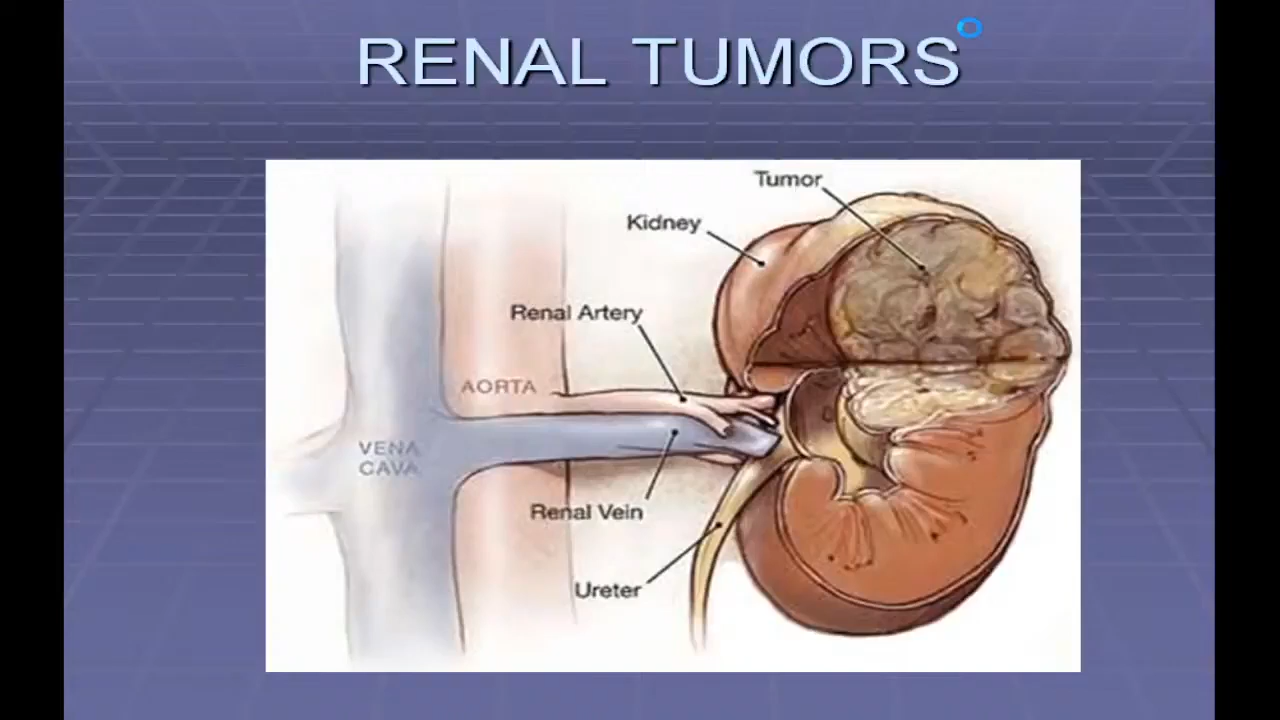 RENAL TUMORS
Tumor
Kidney
Renal Artery
AORTA
VENA
CAVA
Renal Vein
Ureter